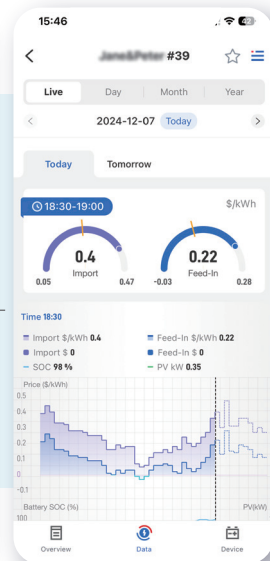 15:46
#39
Live Day Month Year
2024-12-07 Today
Today Tomorrow
18:30-19:00 $/kWh
0.4 0.22
Import Feed-In
0.05 0.47 -0.03 0.28
Time 18:30
Import $/kWh 0.4 Feed-In $/kWh 0.22
Import $ 0 Feed-In $ 0
SOC 98 % PV kW 0.35
Price ($/kWh)
0.5
0.4
0.3
0.2
0.1
0
-0.1
Battery SOC (%) PV(kW)
100
Overview Data Device